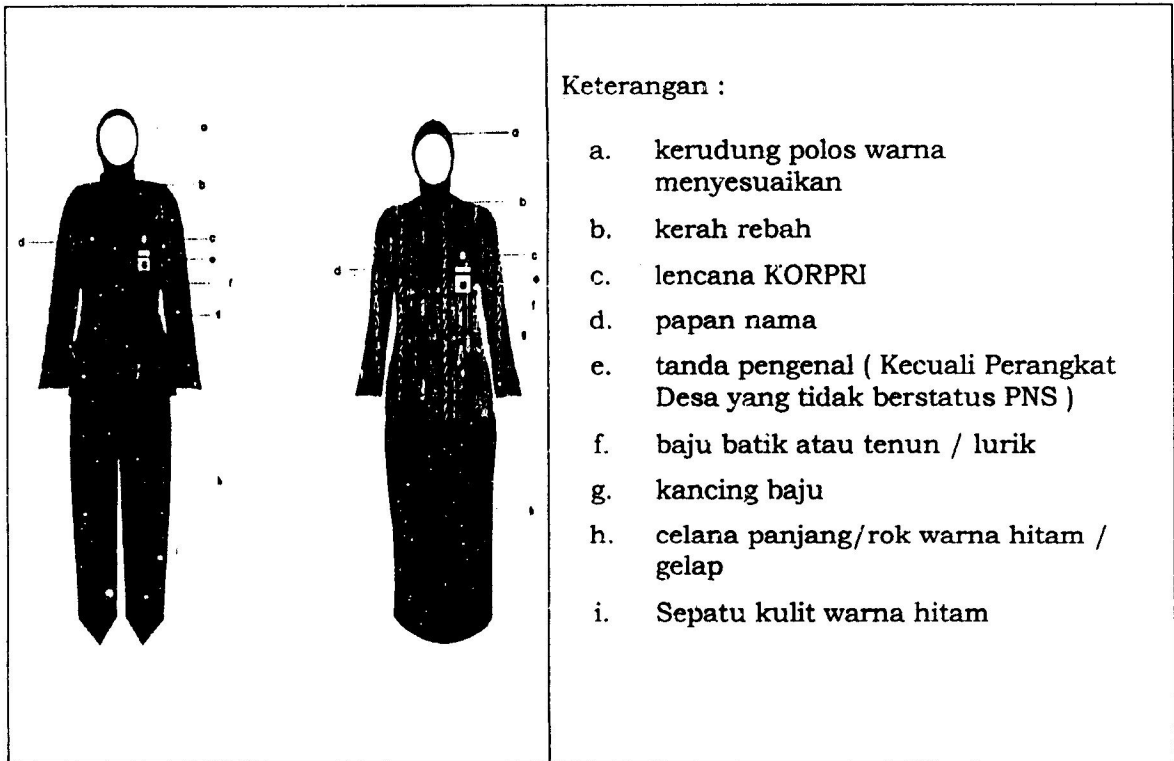 Keterangan :
a. kerudung polos warna
menyesuaikan
b. kerah rebah
c. lencana KORPRI
d. papan nama
e. tanda pengenal ( Kecuali Perangkat
Desa yang tidak berstatus PNS )
f. baju batik atau tenun / lurik
g. kancing baju
h. celana panjang/rok warna hitam /
gelap
i. Sepatu kulit warna hitam
a
b
d
c
e
f
h
a
b
c
d
e
f
g
h